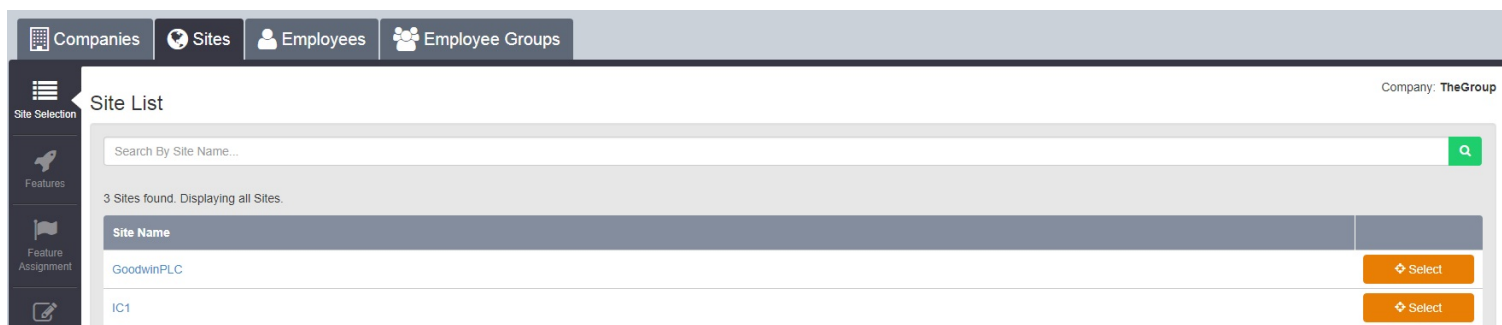 Companies
Sites
Employees
Employee Groups
Company: TheGroup
Site Selection
Site List
Search By Site Name...
Features
3 Sites found. Displaying all Sites.
Site Name
Feature
Assignment
GoodwinPLC
Select
IC1
Select